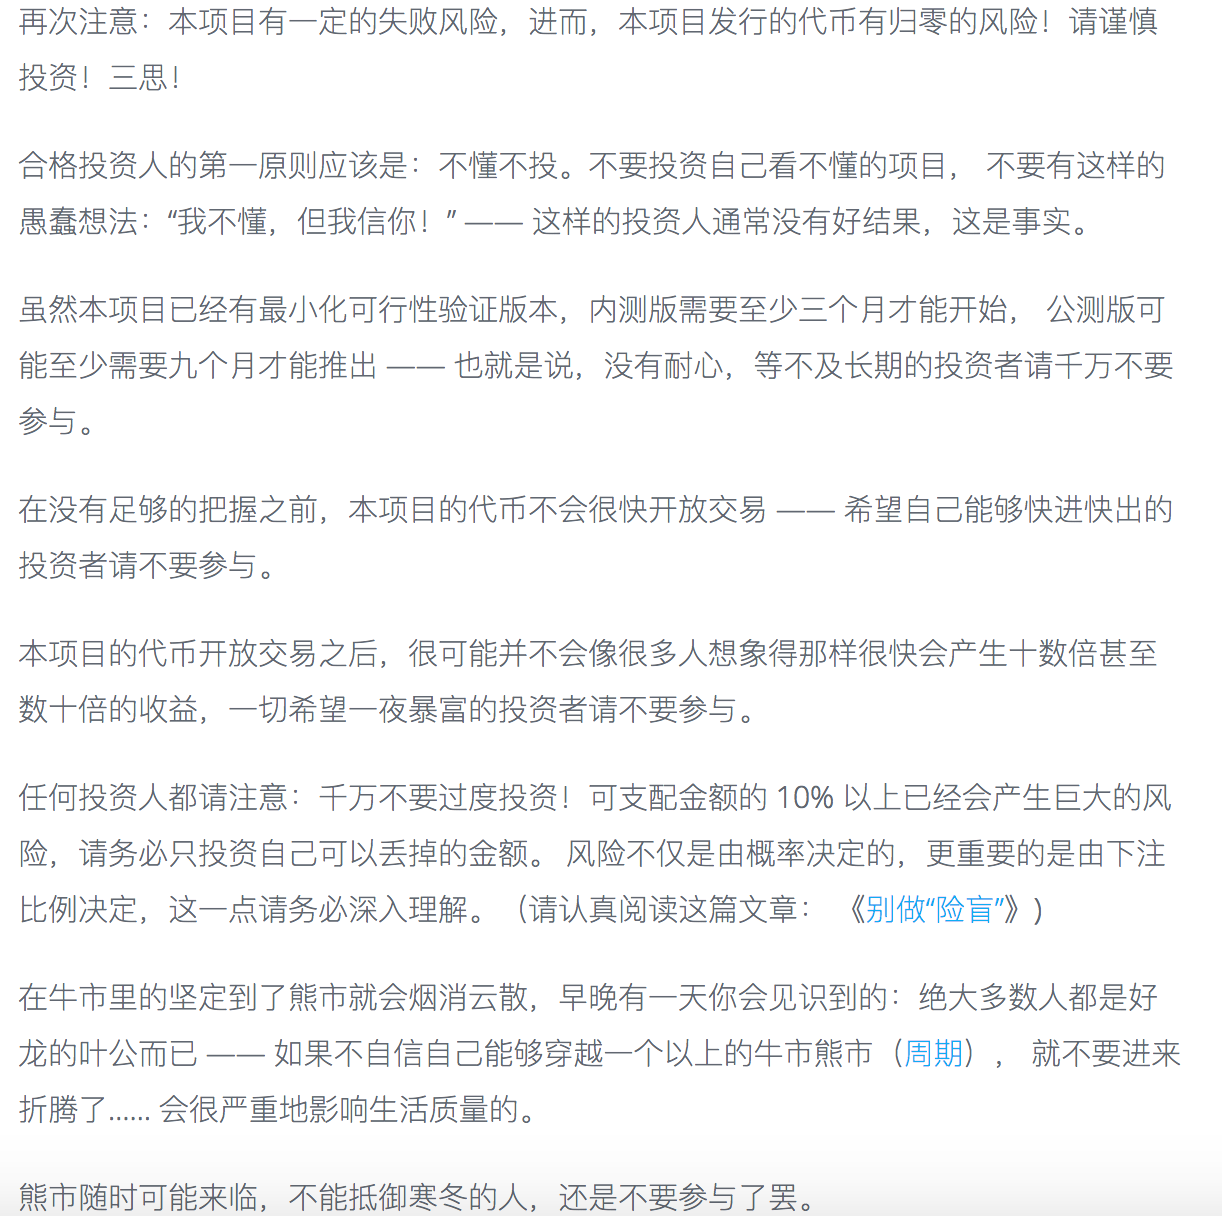 再次注意：本项目有一定的失败风险，进而，本项目发行的代币有归零的风险！请谨慎
投资！三思！
合格投资人的第一原则应该是：不懂不投。不要投资自己看不懂的项目， 不要有这样的
愚蠢想法：“我不懂，但我信你！” —— 这样的投资人通常没有好结果，这是事实。
虽然本项目已经有最小化可行性验证版本，内测版需要至少三个月才能开始， 公测版可
能至少需要九个月才能推出 —— 也就是说，没有耐心，等不及长期的投资者请千万不要
参与。
在没有足够的把握之前，本项目的代币不会很快开放交易 —— 希望自己能够快进快出的
投资者请不要参与。
本项目的代币开放交易之后，很可能并不会像很多人想象得那样很快会产生十数倍甚至
数十倍的收益，一切希望一夜暴富的投资者请不要参与。
任何投资人都请注意：千万不要过度投资！可支配金额的 10% 以上已经会产生巨大的风
险，请务必只投资自己可以丢掉的金额。 风险不仅是由概率决定的，更重要的是由下注
比例决定，这一点请务必深入理解。（请认真阅读这篇文章： 《别做“险盲”》)
在牛市里的坚定到了熊市就会烟消云散，早晚有一天你会见识到的：绝大多数人都是好
龙的叶公而已 —— 如果不自信自己能够穿越一个以上的牛市熊市（周期）， 就不要进来
折腾了…… 会很严重地影响生活质量的。
熊市随时可能来临，不能抵御寒冬的人，还是不要参与了罢。